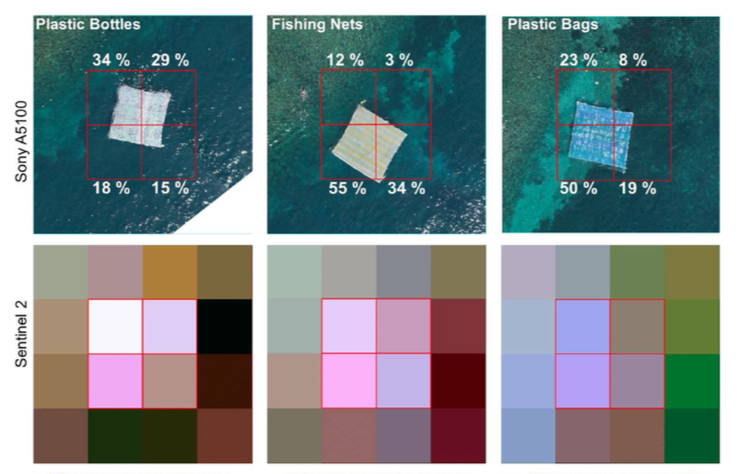 Plastic Bottles
Fishing Nets
Plastic Bags
34 % 29 %
12 % 3 %
23 % 8 %
Sony A5100
18 % 15 %
55 % 34 %
50 % 19 %
Sentinel 2